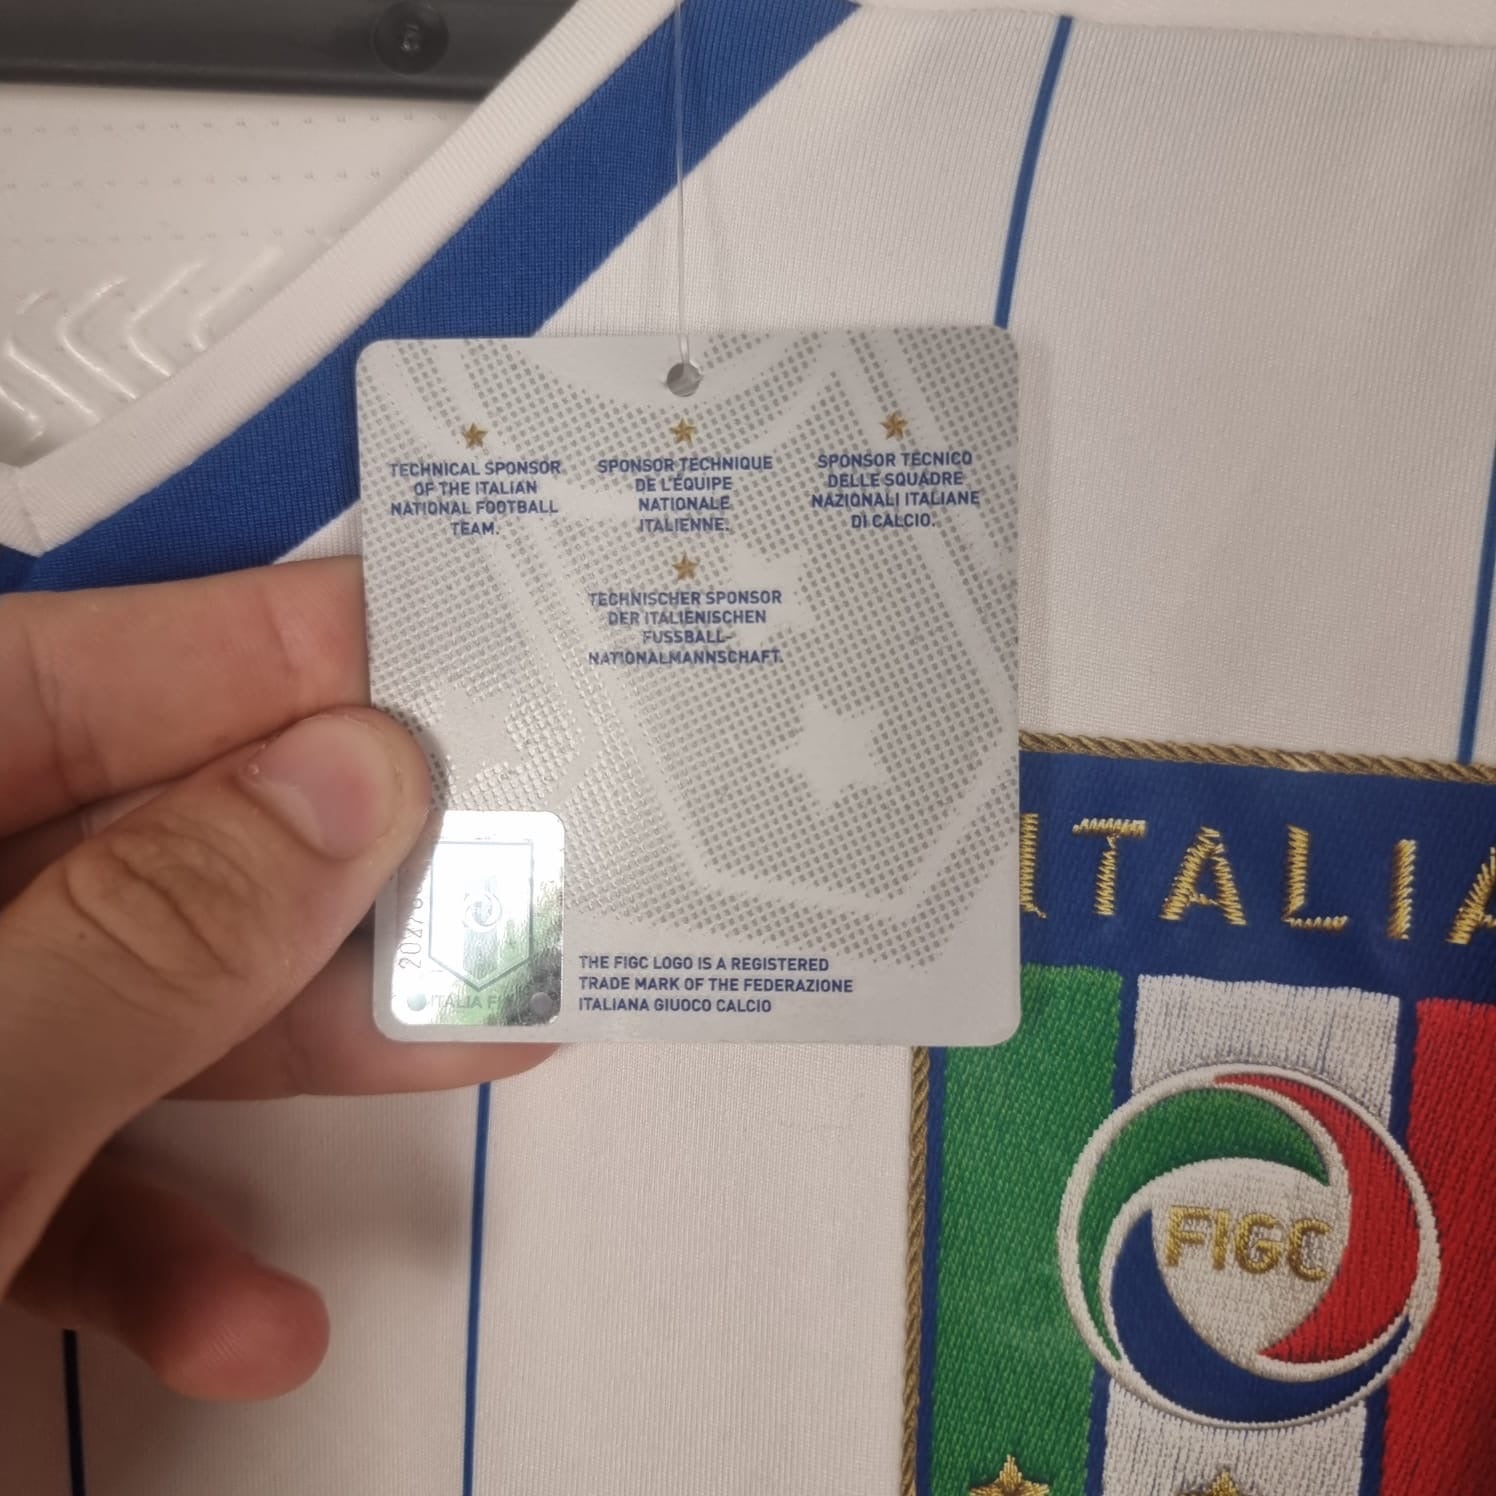 TECHNICAL SPONSOR
OF THE ITALIAN
NATIONAL FOOTBALL
TEAM.
SPONSOR TECHNIQUE
DE L'ÉQUIPE
NATIONALE
ITALIENNE.
SPONSOR TECNICO
DELLE SQUADRE
NAZIONALI ITALIANE
DI CALCIO.
TECHNISCHER SPONSOR
DER ITALIENISCHEN
FUSSBALL-
NATIONALMANNSCHAFT.
THE FIGC LOGO IS A REGISTERED
TRADE MARK OF THE FEDERAZIONE
ITALIANA GIUOCO CALCIO
ITALIA
ITALIA
FIGC